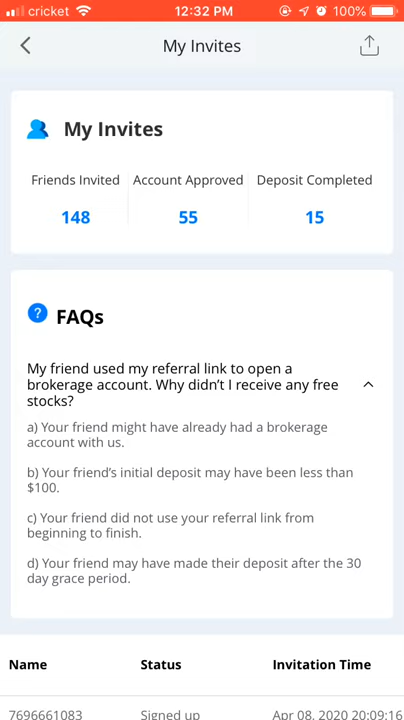 cricket 12:32 PM 100%
My Invites
My Invites
Friends Invited Account Approved Deposit Completed
148 55 15
? FAQs
My friend used my referral link to open a
brokerage account. Why didn't I receive any free
stocks?
a) Your friend might have already had a brokerage
account with us.
b) Your friend's initial deposit may have been less than
$100.
c) Your friend did not use your referral link from
beginning to finish.
d) Your friend may have made their deposit after the 30
day grace period.
Name Status Invitation Time
7696661083 Signed up Apr 08, 2020 20:09:16